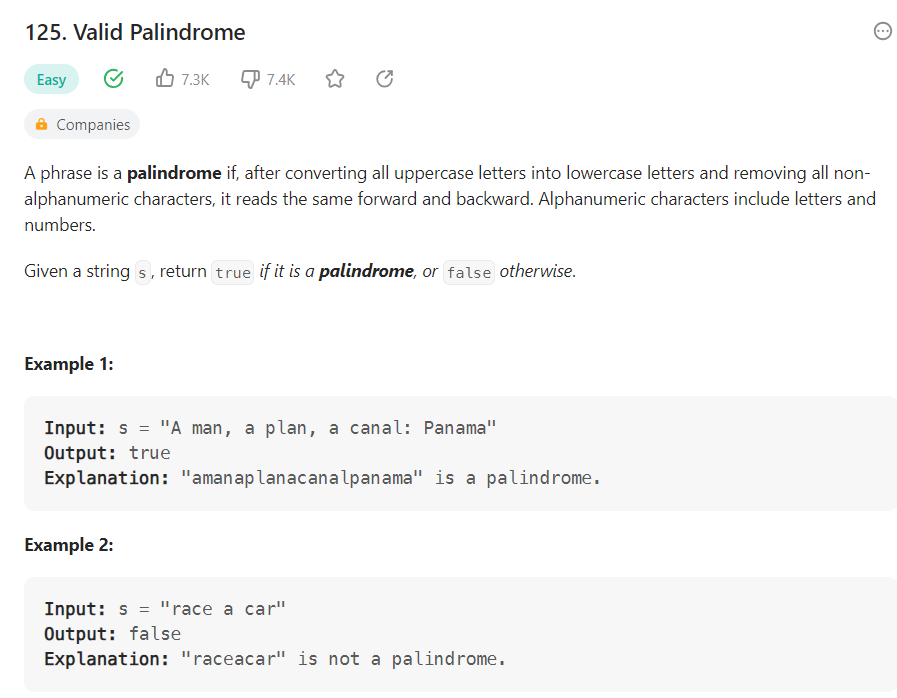 125. Valid Palindrome
Easy 7.3K 7.4K
Companies
A phrase is a palindrome if, after converting all uppercase letters into lowercase letters and removing all non-
alphanumeric characters, it reads the same forward and backward. Alphanumeric characters include letters and
numbers.
Given a string s, return true if it is a palindrome, or false otherwise.
Example 1:
Input: s = "A man, a plan, a canal: Panama"
Output: true
Explanation: "amanaplanacanalpanama" is a palindrome.
Example 2:
Input: s = "race a car"
Output: false
Explanation: "raceacar" is not a palindrome.